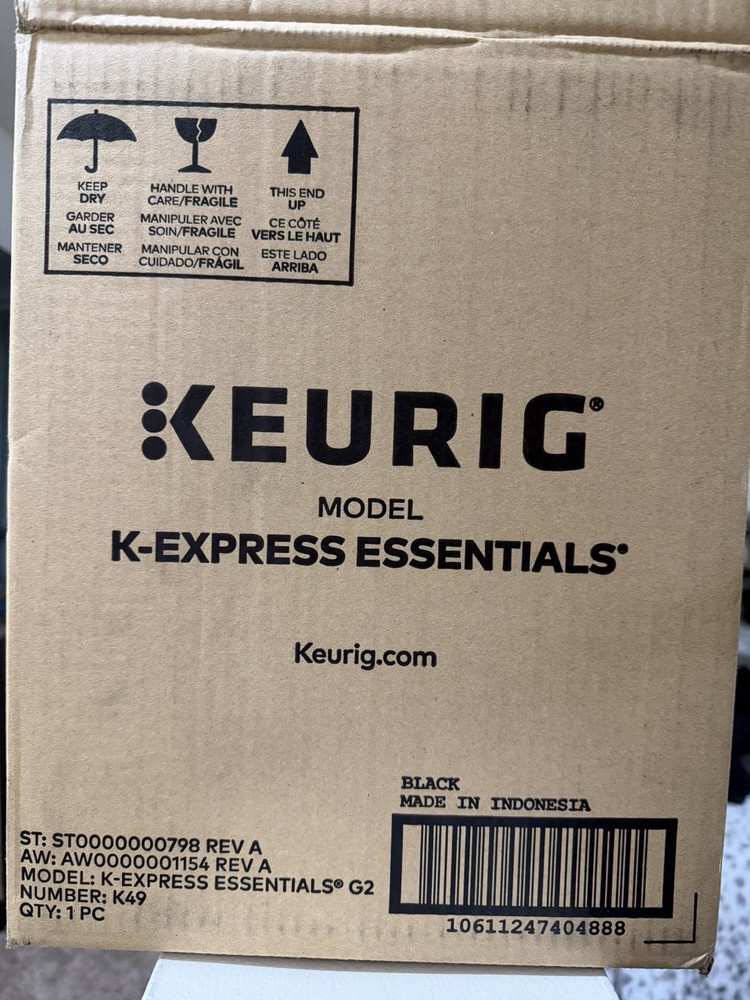 KEEP
DRY
GARDER
AU SEC
MANTENER
SECO
HANDLE WITH
CARE/FRAGILE
MANIPULER AVEC
SOIN/FRAGILE
MANIPULAR CON
CUIDADO/FRÁGIL
THIS END
UP
CE CÔTÉ
VERS LE HAUT
ESTE LADO
ARRIBA
KEURIG®
MODEL
K-EXPRESS ESSENTIALS®
Keurig.com
BLACK
MADE IN INDONESIA
10611247404888
ST: ST0000000798 REV A
AW: AW0000001154 REV A
MODEL: K-EXPRESS ESSENTIALS® G2
NUMBER: K49
QTY: 1 PC